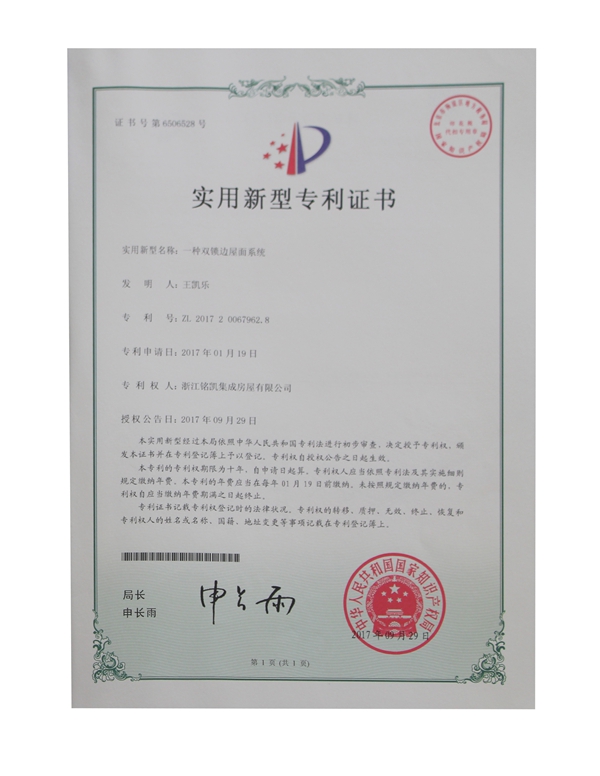 证书号第6506528号
实用新型专利证书
实用新型名称：一种双锁边屋面系统
发明人：王凯乐
专利号：ZL 2017 2 0067962.8
专利申请日：2017年01月19日
专利权人：浙江铭凯集成房屋有限公司
授权公告日：2017年09月29日
本实用新型经过本局依照中华人民共和国专利法进行初步审查，决定授予专利权，颁
发本证书并在专利登记簿上予以登记。专利权自授权公告之日起生效。
本专利的专利权期限为十年，自申请日起算。专利权人应当依照专利法及其实施细则
规定缴纳年费。本专利的年费应当在每年01月19日前缴纳。未按照规定缴纳年费的，专
利权自应当缴纳年费期满之日起终止。
专利证书记载专利权登记时的法律状况。专利权的转移、质押、无效、终止、恢复和
专利权人的姓名或名称、国籍、地址变更等事项记载在专利登记簿上。
局长
申长雨
申长雨
中华人民共和国国家知识产权局
2017年09月29日
第1页(共1页)